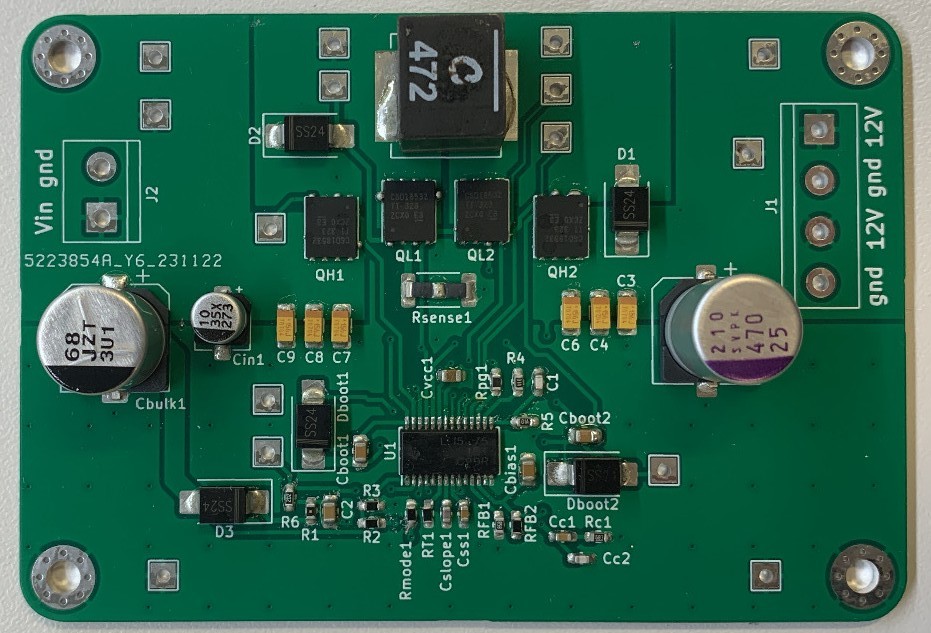 C
472
D2
SS24
D1
SS24
Vin gnd
J2
J1
gnd 12V gnd 12V
QH1
QL1
QL2
QH2
5223854A_Y6_231122
+
+
+
Rsense1
68
JZT
3U1
10
35X
273
210
SVPK
470
25
C9
C8
C7
C6
C4
C3
Cin1
Cbulk1
Cvcc1
Rpg1
R4
C1
R5
Dboot1
SS24
Cboot1
U1
Cbias1
Cboot2
Dboot2
SS24
D3
R6
R1
C2
R3
R2
Rmode1
RT1
Cslope1
Css1
RFB1
RFB2
Cc1
Rc1
Cc2